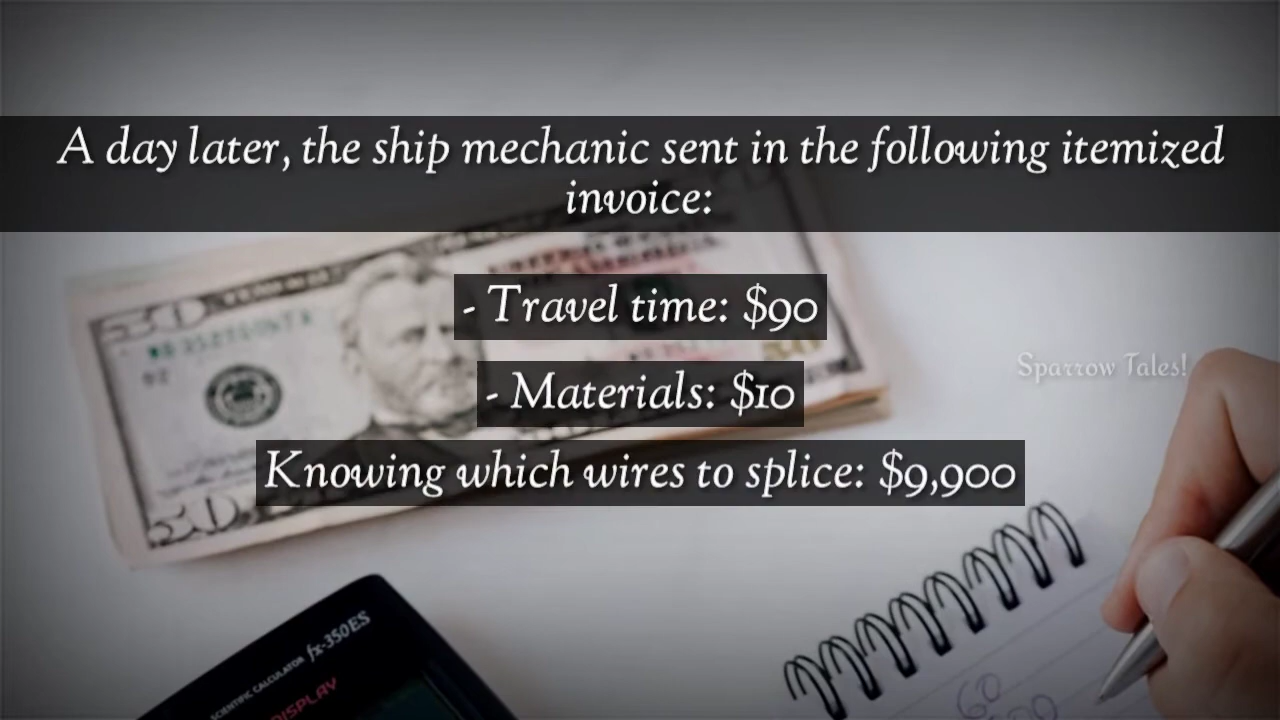 A day later, the ship mechanic sent in the following itemized
invoice:
- Travel time: $90
Sparrow Tales!
- Materials: $10
Knowing which wires to splice: $9,900
SCIENTIFIC CALCULATOR fx-350ES
DISPLAY
60